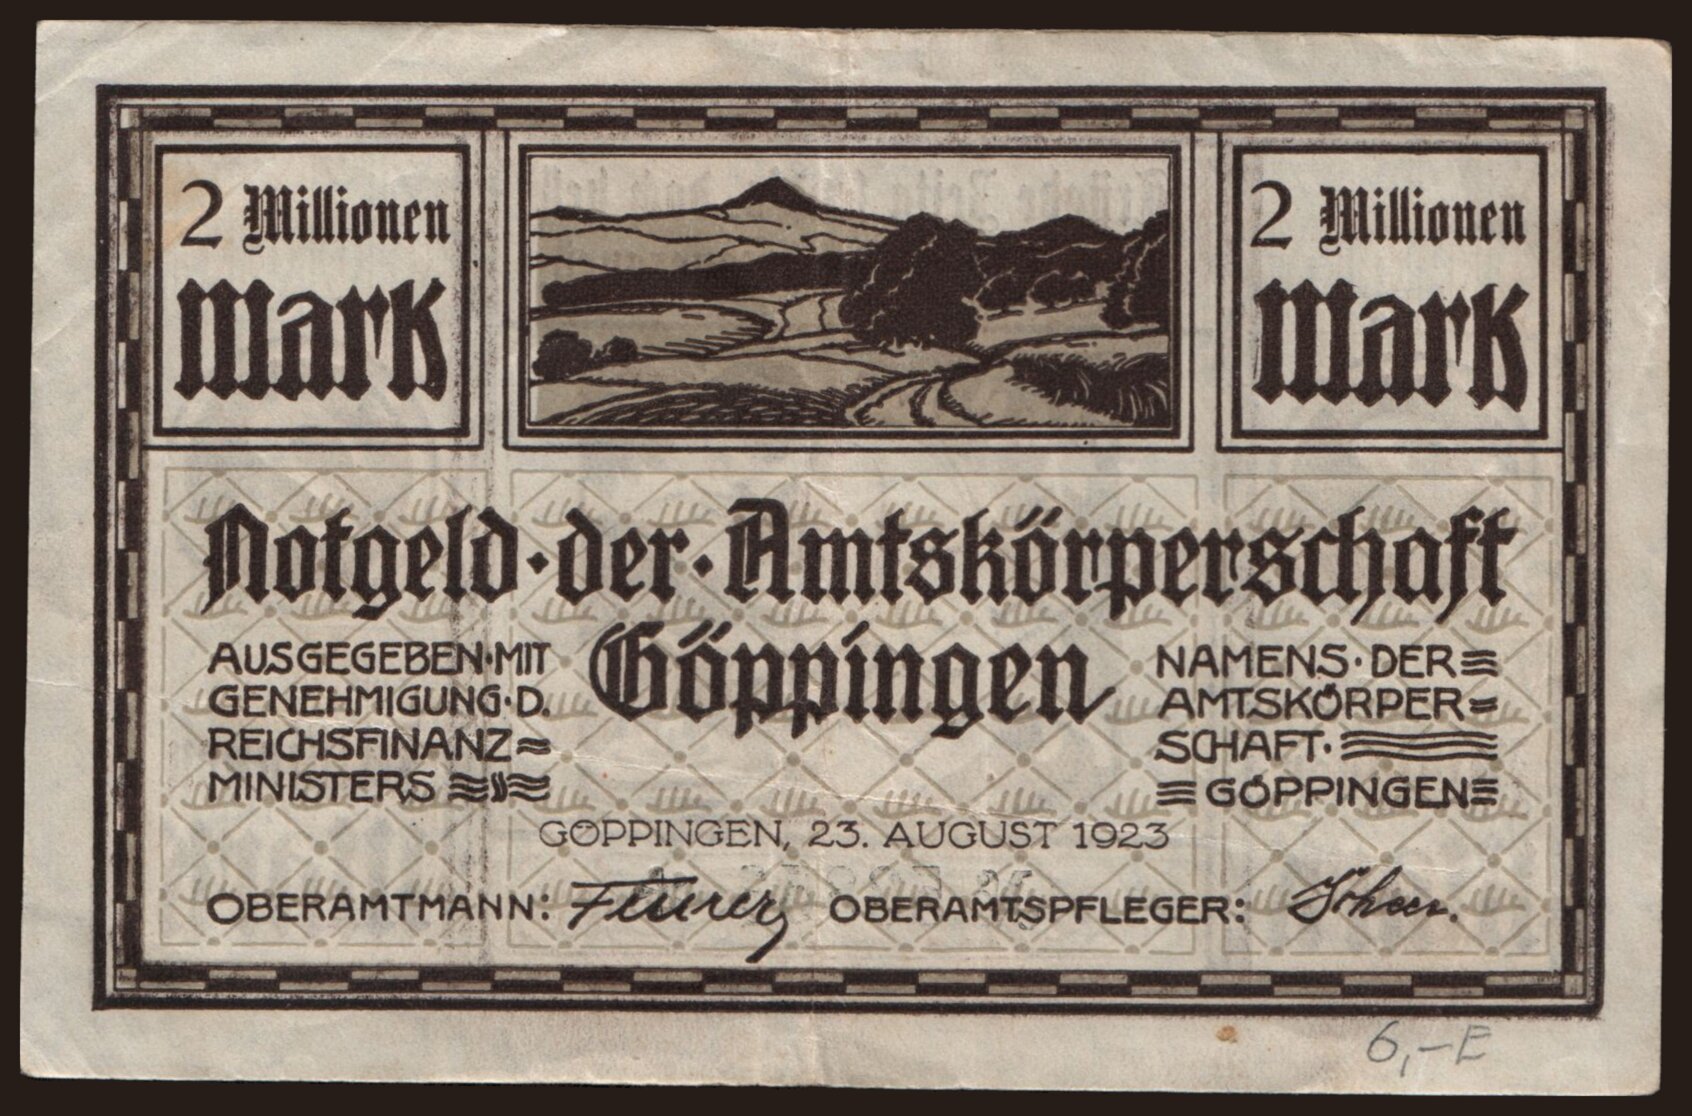 2 Millionen
Mark
2 Millionen
Mark
Notgeld · der · Amtskörperschaft
Göppingen
AUSGEGEBEN · MIT
GENEHMIGUNG · D.
REICHSFINANZ=
MINISTERS
NAMENS · DER
AMTSKÖRPER=
SCHAFT ·
GÖPPINGEN
GÖPPINGEN, 23. AUGUST 1923
OBERAMTMANN: OBERAMTSPFLEGER:
6,- E